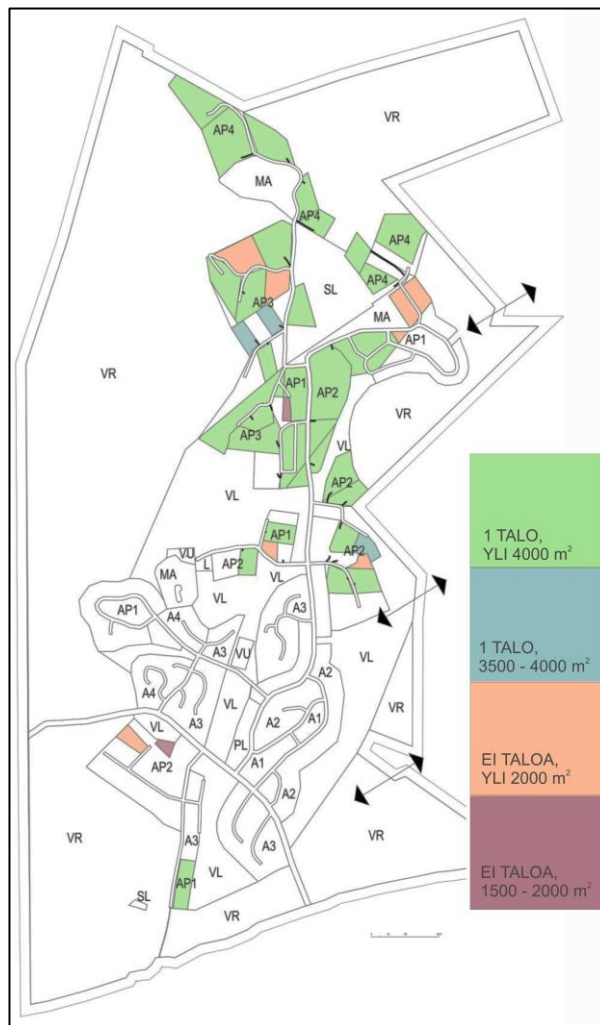 VR
AP4
MA
AP4
AP4
SL
AP4
AP3
MA
AP1
VR
AP1
AP2
VR
AP3
VL
VL
AP2
AP1
VU
L
AP2
VL
AP2
MA
VL
AP1
A4
A3
A3
VU
VL
A2
A4
VL
A3
A2
A1
VR
VL
PL
A1
AP2
A2
VR
A3
A3
VR
AP1
VL
SL
VR
1 TALO,
YLI 4000 m²
1 TALO,
3500 - 4000 m²
EI TALOA,
YLI 2000 m²
EI TALOA,
1500 - 2000 m²